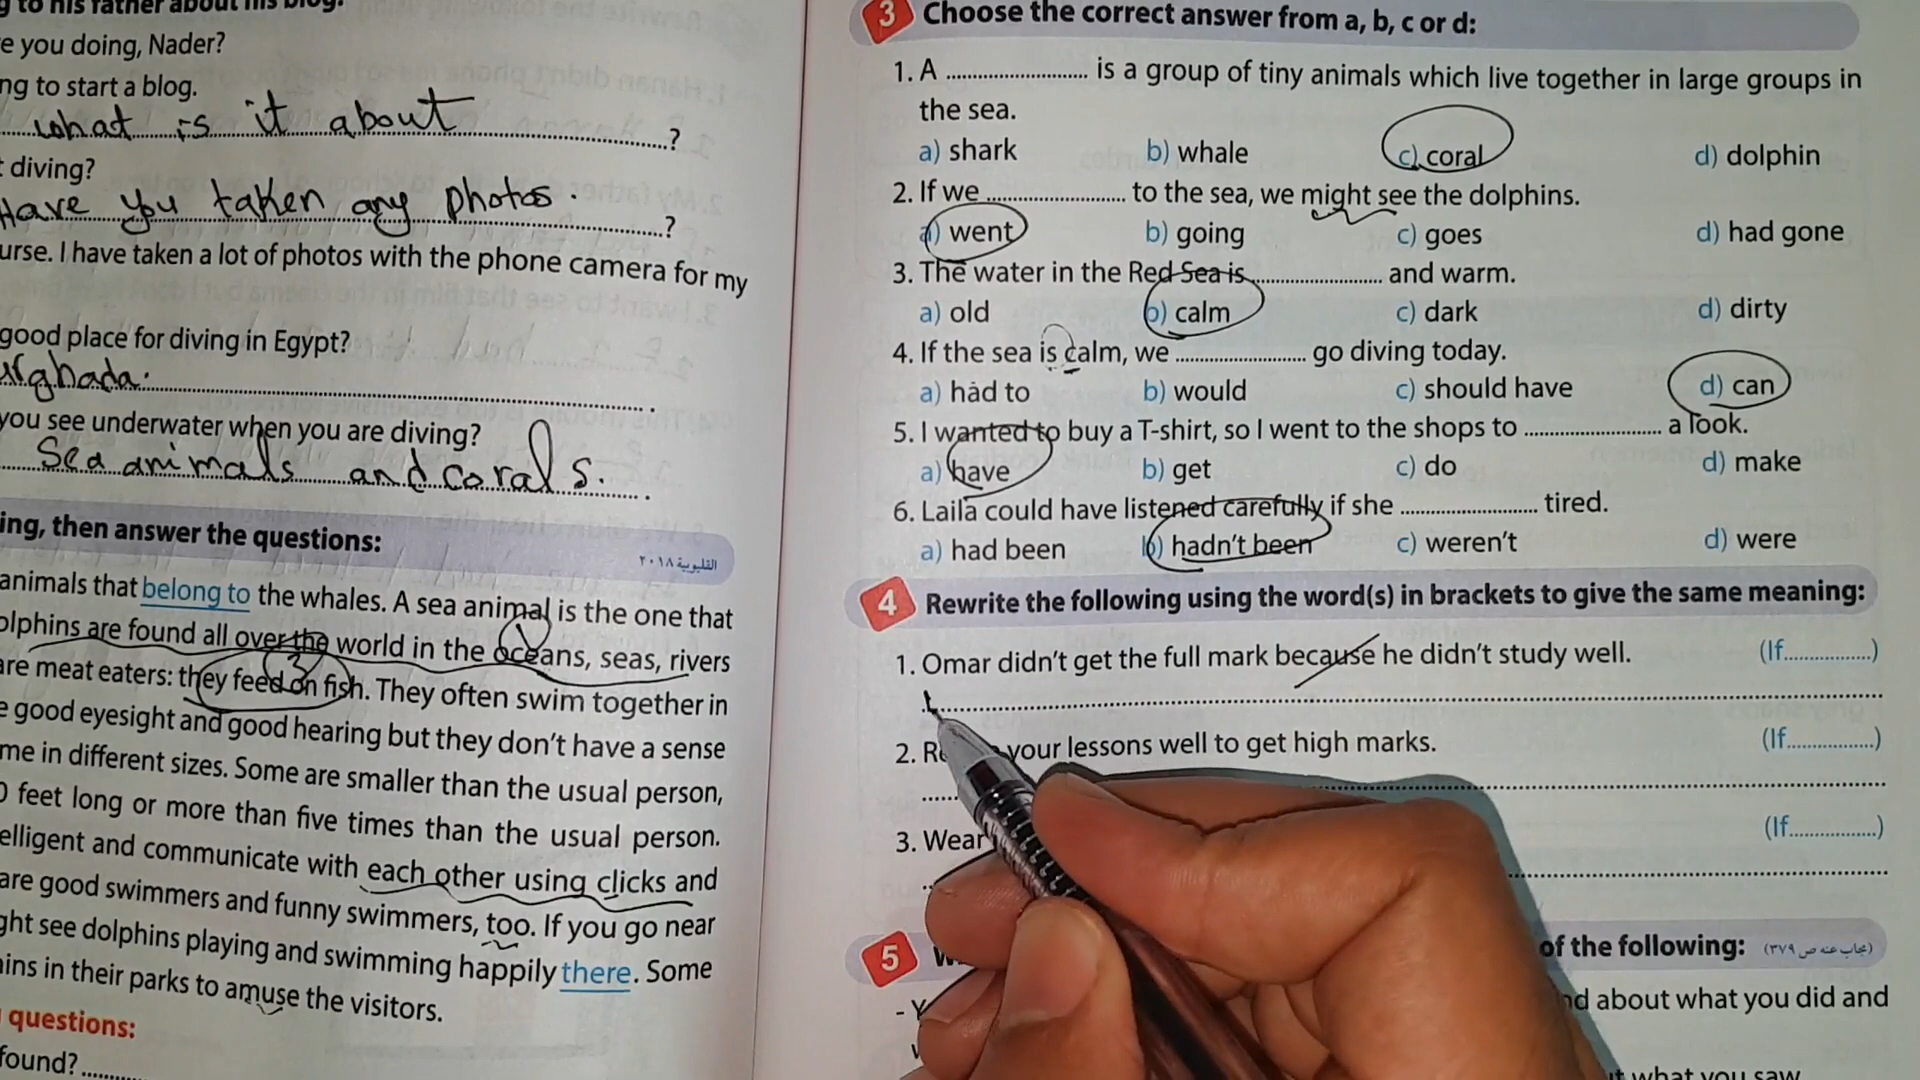 to his father about his blog.
e you doing, Nader?
ng to start a blog.
what is it about ?
t diving?
Have you taken any photos. ?
urse. I have taken a lot of photos with the phone camera for my
good place for diving in Egypt?
urghada.
you see underwater when you are diving?
Sea animals and corals.
ing, then answer the questions:
القليوبية ٢٠١٨
animals that belong to the whales. A sea animal is the one that
olphins are found all over the world in the oceans, seas, rivers
are meat eaters: they feed on fish. They often swim together in
e good eyesight and good hearing but they don't have a sense
me in different sizes. Some are smaller than the usual person,
0 feet long or more than five times than the usual person.
elligent and communicate with each other using clicks and
are good swimmers and funny swimmers, too. If you go near
ght see dolphins playing and swimming happily there. Some
ins in their parks to amuse the visitors.
questions:
found? ........
3 Choose the correct answer from a, b, c or d:
1. A ........ is a group of tiny animals which live together in large groups in
the sea.
a) shark b) whale c) coral d) dolphin
2. If we ........ to the sea, we might see the dolphins.
a) went b) going c) goes d) had gone
3. The water in the Red Sea is ........ and warm.
a) old b) calm c) dark d) dirty
4. If the sea is calm, we ........ go diving today.
a) had to b) would c) should have d) can
5. I wanted to buy a T-shirt, so I went to the shops to ........ a look.
a) have b) get c) do d) make
6. Laila could have listened carefully if she ........ tired.
a) had been b) hadn't been c) weren't d) were
4 Rewrite the following using the word(s) in brackets to give the same meaning:
1. Omar didn't get the full mark because he didn't study well. (If........)
2. your lessons well to get high marks. (If........)
3. Wear (If........)
5 of the following: (مجاب عنه ص ٣٧٩)
about what you did and
what you saw